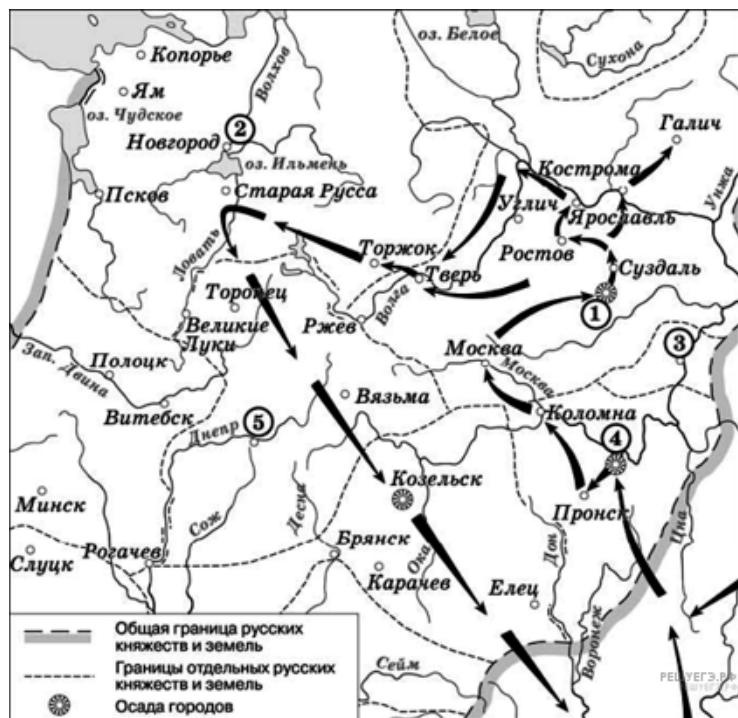 оз. Белое
Сухона
Копорье
Волхов
Ям
оз. Чудское
Новгород
2
оз. Ильмень
Галич
Кострома
Унжа
Псков
Старая Русса
Углич
Ярославль
Ловать
Торжок
Ростов
Суздаль
Тверь
Торопец
Волга
1
Великие
Луки
Ржев
Москва
3
Зап. Двина
Полоцк
Москва
Вязьма
Коломна
Витебск
Днепр
5
4
Козельск
Минск
Сож
Десна
Пронск
Цна
Рогачев
Брянск
Ока
Дон
Слуцк
Карачев
Елец
Воронеж
Сейм
Общая граница русских
княжеств и земель
Границы отдельных русских
княжеств и земель
Осада городов
РЕШУЕГЭ.РФ